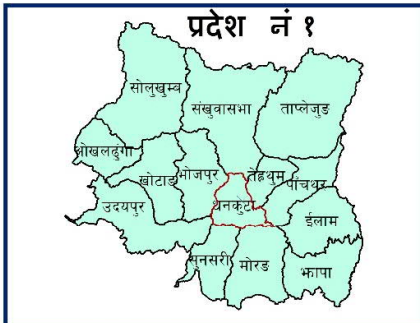 प्रदेश नं १
सोलुखुम्ब
संखुवासभा
ताप्लेजुङ
ओखलढुंगा
खोटाङ
भोजपुर
तेह्रथुम
पाँचथर
उदयपुर
धनकुटा
ईलाम
सुनसरी
मोरङ
झापा